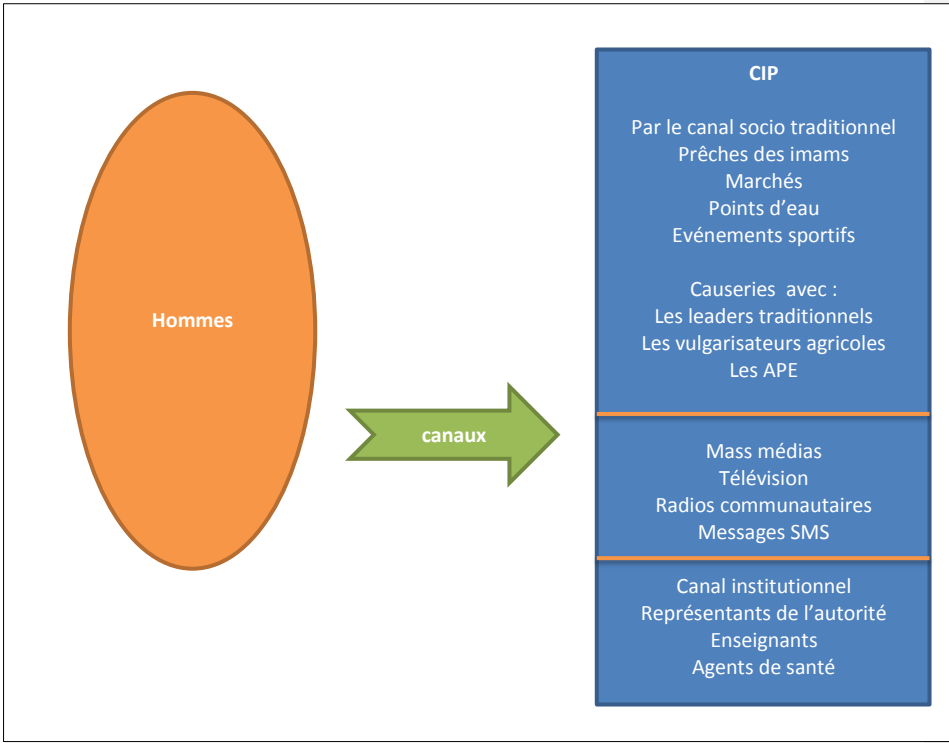 Hommes
canaux
CIP
Par le canal socio traditionnel
Prêches des imams
Marchés
Points d’eau
Evénements sportifs
Causeries  avec :
Les leaders traditionnels
Les vulgarisateurs agricoles
Les APE
Mass médias
Télévision
Radios communautaires
Messages SMS
Canal institutionnel
Représentants de l’autorité
Enseignants
Agents de santé